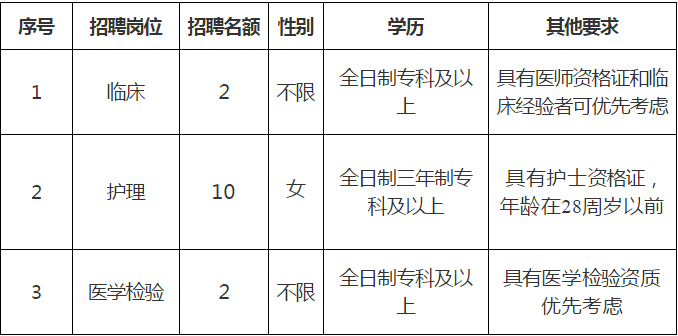 序号 招聘岗位 招聘名额 性别 学历 其他要求
1 临床 2 不限 全日制专科及以上 具有医师资格证和临床经验者可优先考虑
2 护理 10 女 全日制三年制专科及以上 具有护士资格证，年龄在28周岁以前
3 医学检验 2 不限 全日制专科及以上 具有医学检验资质优先考虑